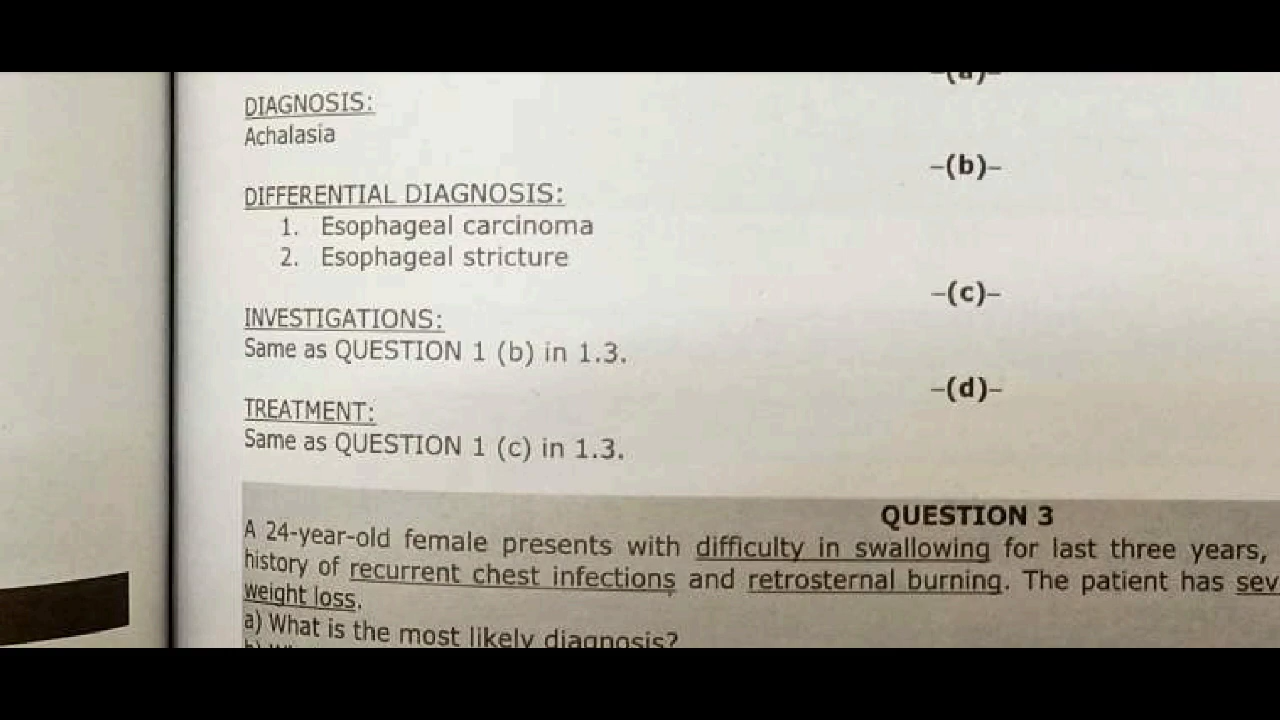 –(a)–
DIAGNOSIS:
Achalasia
–(b)–
DIFFERENTIAL DIAGNOSIS:
1. Esophageal carcinoma
2. Esophageal stricture
–(c)–
INVESTIGATIONS:
Same as QUESTION 1 (b) in 1.3.
–(d)–
TREATMENT:
Same as QUESTION 1 (c) in 1.3.
QUESTION 3
A 24-year-old female presents with difficulty in swallowing for last three years,
history of recurrent chest infections and retrosternal burning. The patient has
weight loss.
a) What is the most likely diagnosis?